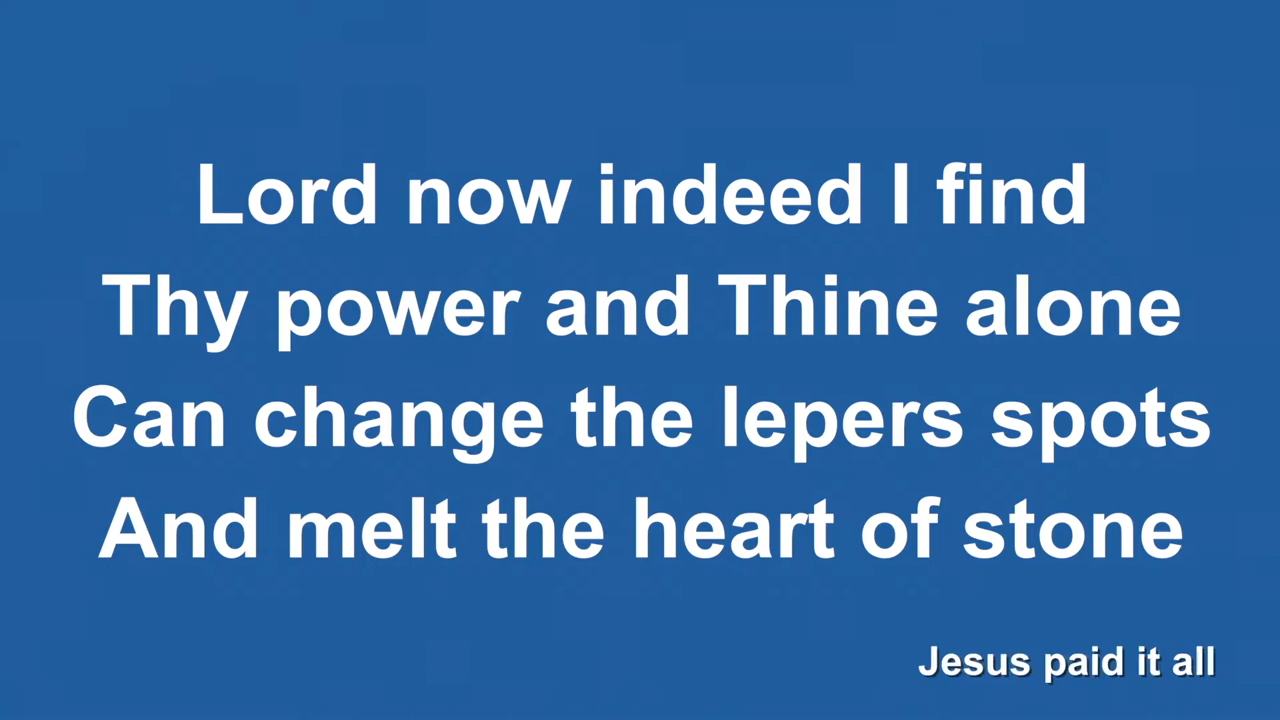 Lord now indeed I find
Thy power and Thine alone
Can change the lepers spots
And melt the heart of stone
Jesus paid it all